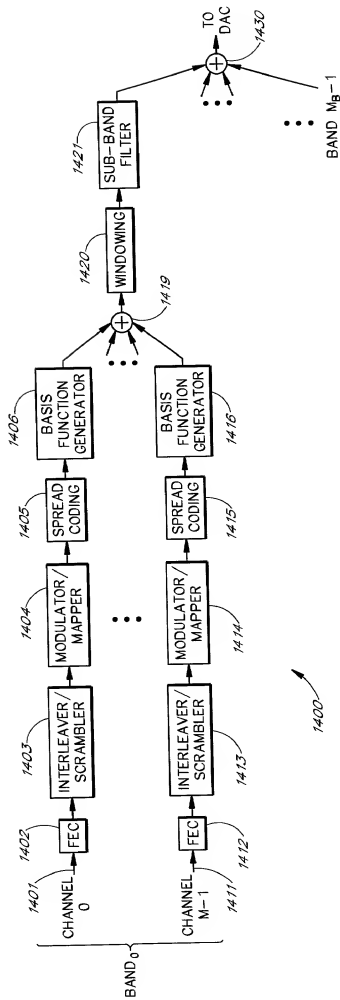 BAND₀
CHANNEL
0
1401
FEC
1402
INTERLEAVER/
SCRAMBLER
1403
MODULATOR/
MAPPER
1404
SPREAD
CODING
1405
BASIS
FUNCTION
GENERATOR
1406
CHANNEL
M-1
1411
FEC
1412
INTERLEAVER/
SCRAMBLER
1413
MODULATOR/
MAPPER
1414
SPREAD
CODING
1415
BASIS
FUNCTION
GENERATOR
1416
+
1419
WINDOWING
1420
SUB-BAND
FILTER
1421
+
1430
TO
DAC
BAND M_B-1
1400